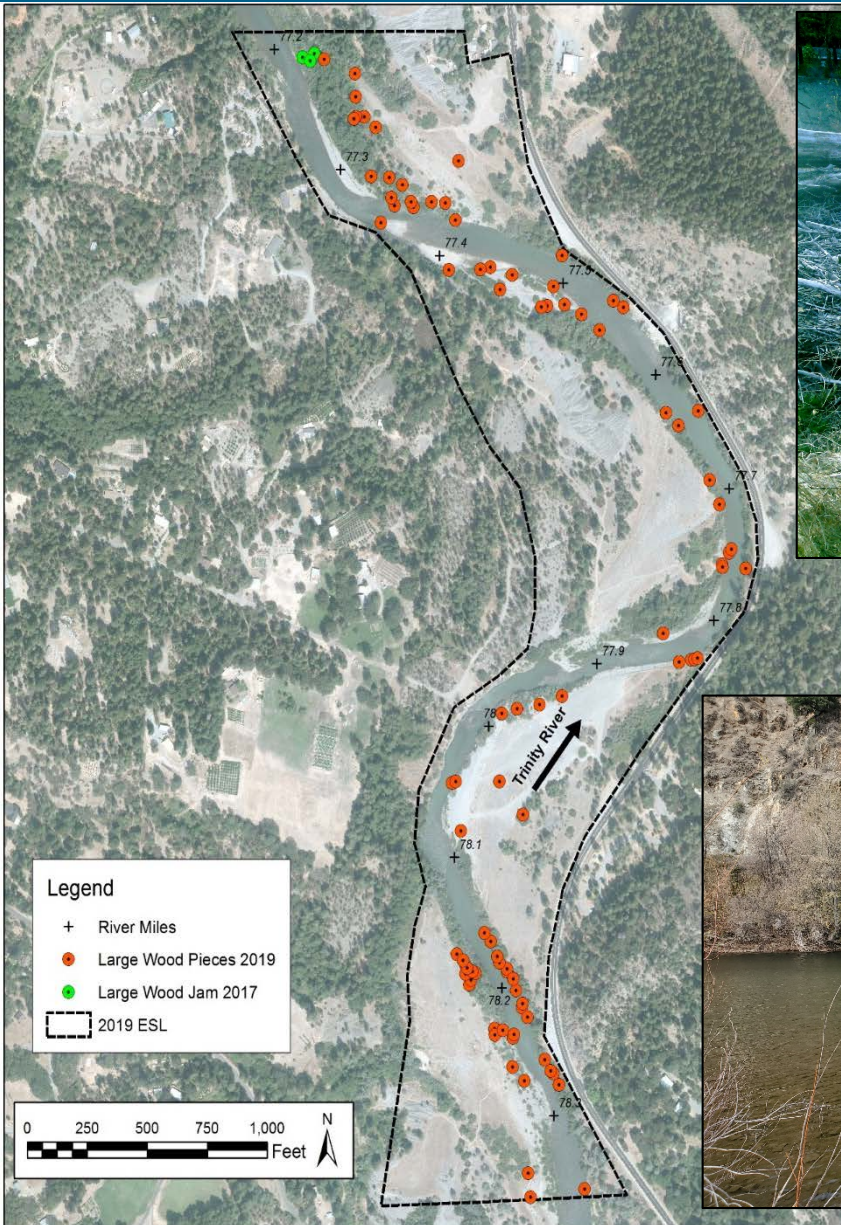 77.2
77.3
77.4
77.5
77.6
77.7
77.8
77.9
78
Trinity River
78.1
78.2
78.3
Legend
River Miles
Large Wood Pieces 2019
Large Wood Jam 2017
2019 ESL
0 250 500 750 1,000
Feet
N